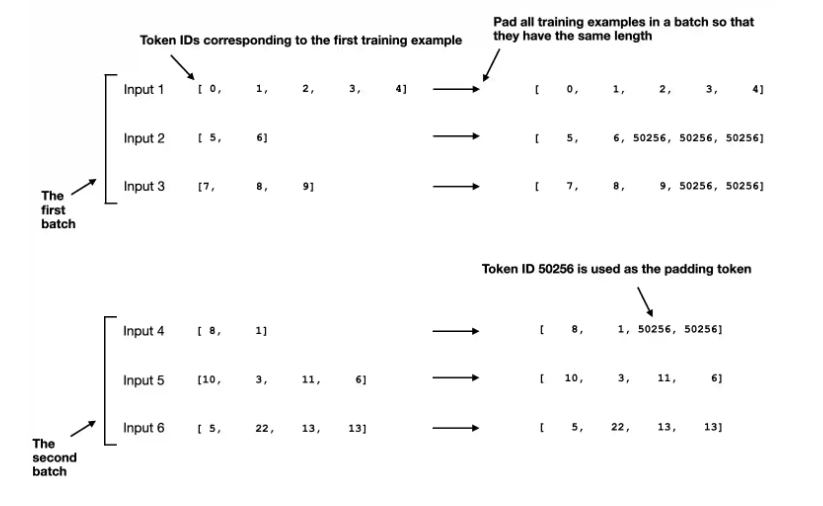 Pad all training examples in a batch so that
they have the same length
Token IDs corresponding to the first training example
Input 1 [ 0, 1, 2, 3, 4] [ 0, 1, 2, 3, 4]
Input 2 [ 5, 6] [ 5, 6, 50256, 50256, 50256]
Input 3 [7, 8, 9] [ 7, 8, 9, 50256, 50256]
The
first
batch
Token ID 50256 is used as the padding token
Input 4 [ 8, 1] [ 8, 1, 50256, 50256]
Input 5 [10, 3, 11, 6] [ 10, 3, 11, 6]
Input 6 [ 5, 22, 13, 13] [ 5, 22, 13, 13]
The
second
batch